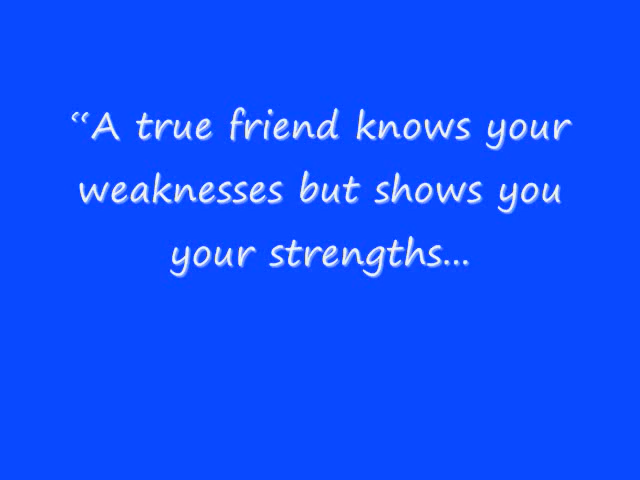 “A true friend knows your
weaknesses but shows you
your strengths...